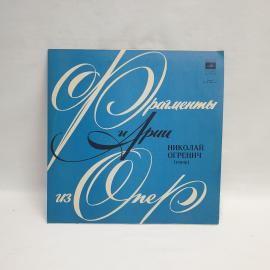 Фрагменты
и Арии
НИКОЛАЙ
ОГРЕНИЧ
(тенор)
из Опер